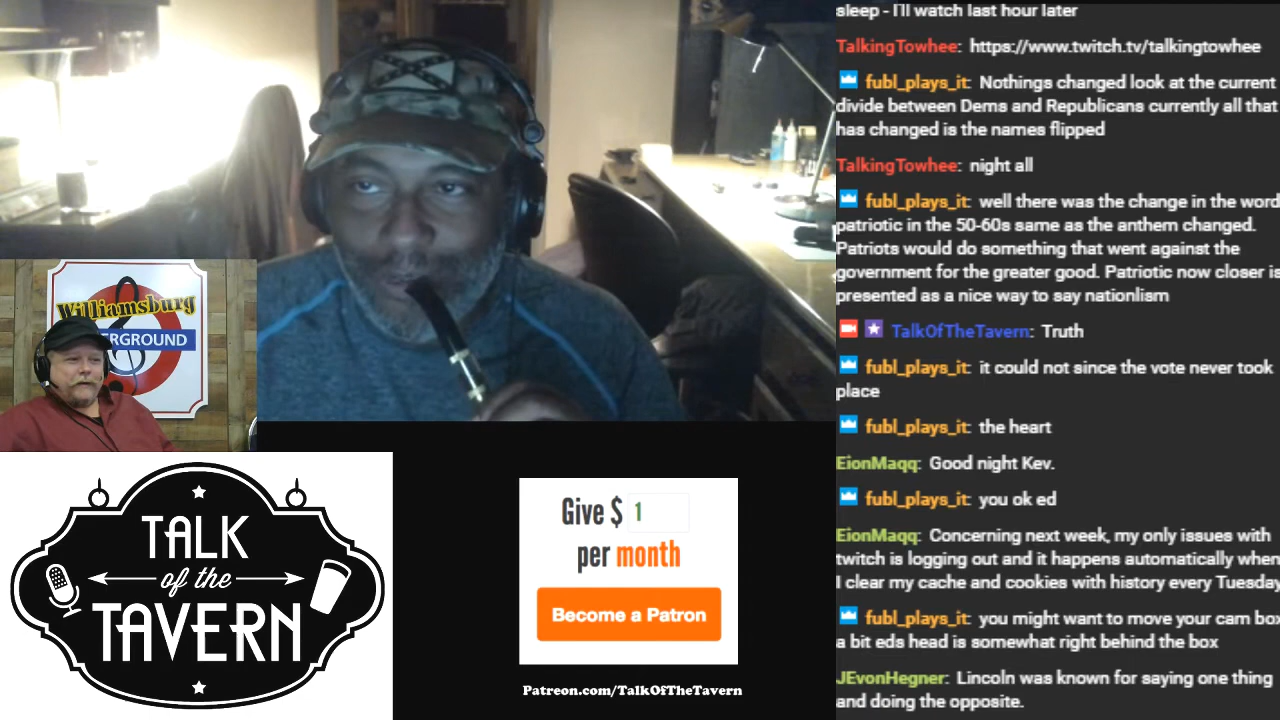 Williamsburg
ERGROUND
TALK
of the
TAVERN
Give $ 1
per month
Become a Patron
Patreon.com/TalkOfTheTavern
sleep - I'll watch last hour later
TalkingTowhee: https://www.twitch.tv/talkingtowhee
fubl_plays_it: Nothings changed look at the current
divide between Dems and Republicans currently all that
has changed is the names flipped
TalkingTowhee: night all
fubl_plays_it: well there was the change in the word
patriotic in the 50-60s same as the anthem changed.
Patriots would do something that went against the
government for the greater good. Patriotic now closer is
presented as a nice way to say nationlism
TalkOfTheTavern: Truth
fubl_plays_it: it could not since the vote never took
place
fubl_plays_it: the heart
EionMaqq: Good night Kev.
fubl_plays_it: you ok ed
EionMaqq: Concerning next week, my only issues with
twitch is logging out and it happens automatically when
I clear my cache and cookies with history every Tuesday
fubl_plays_it: you might want to move your cam box
a bit eds head is somewhat right behind the box
JEvonHegner: Lincoln was known for saying one thing
and doing the opposite.